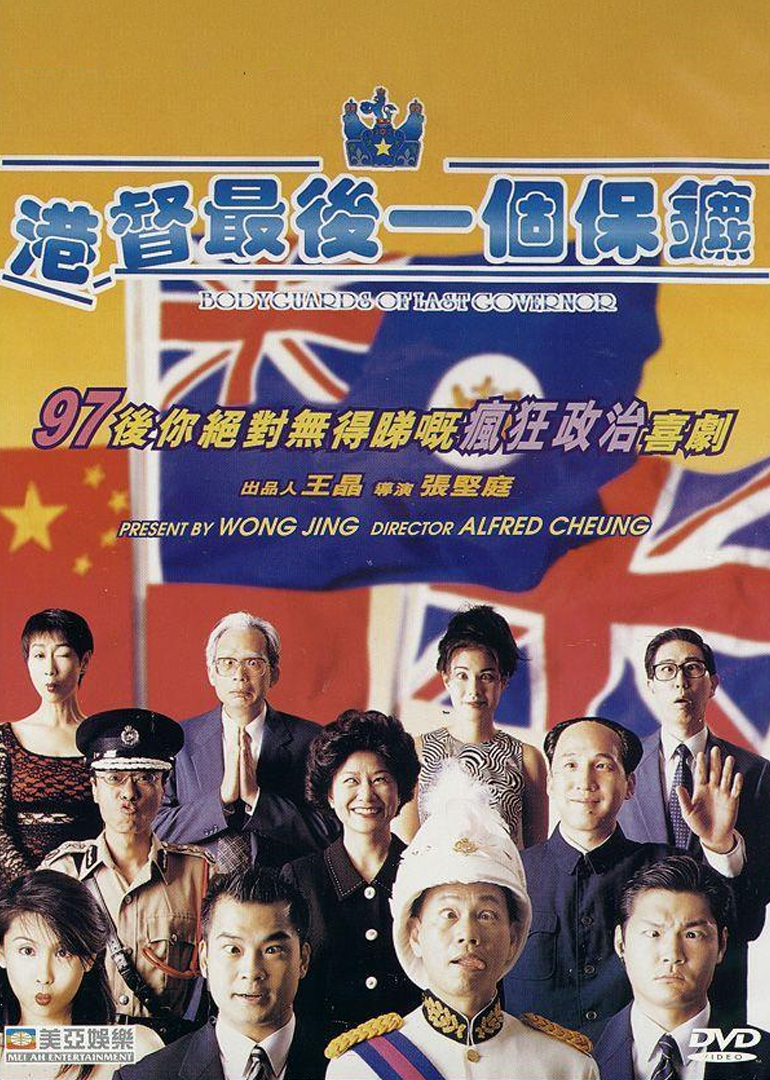 港督最後一個保鑣
BODYGUARDS OF LAST GOVERNOR
97後你絕對無得睇嘅瘋狂政治喜劇
出品人 王晶 導演 張堅庭
PRESENT BY WONG JING DIRECTOR ALFRED CHEUNG
美亞娛樂
MEI AH ENTERTAINMENT
DVD
VIDEO